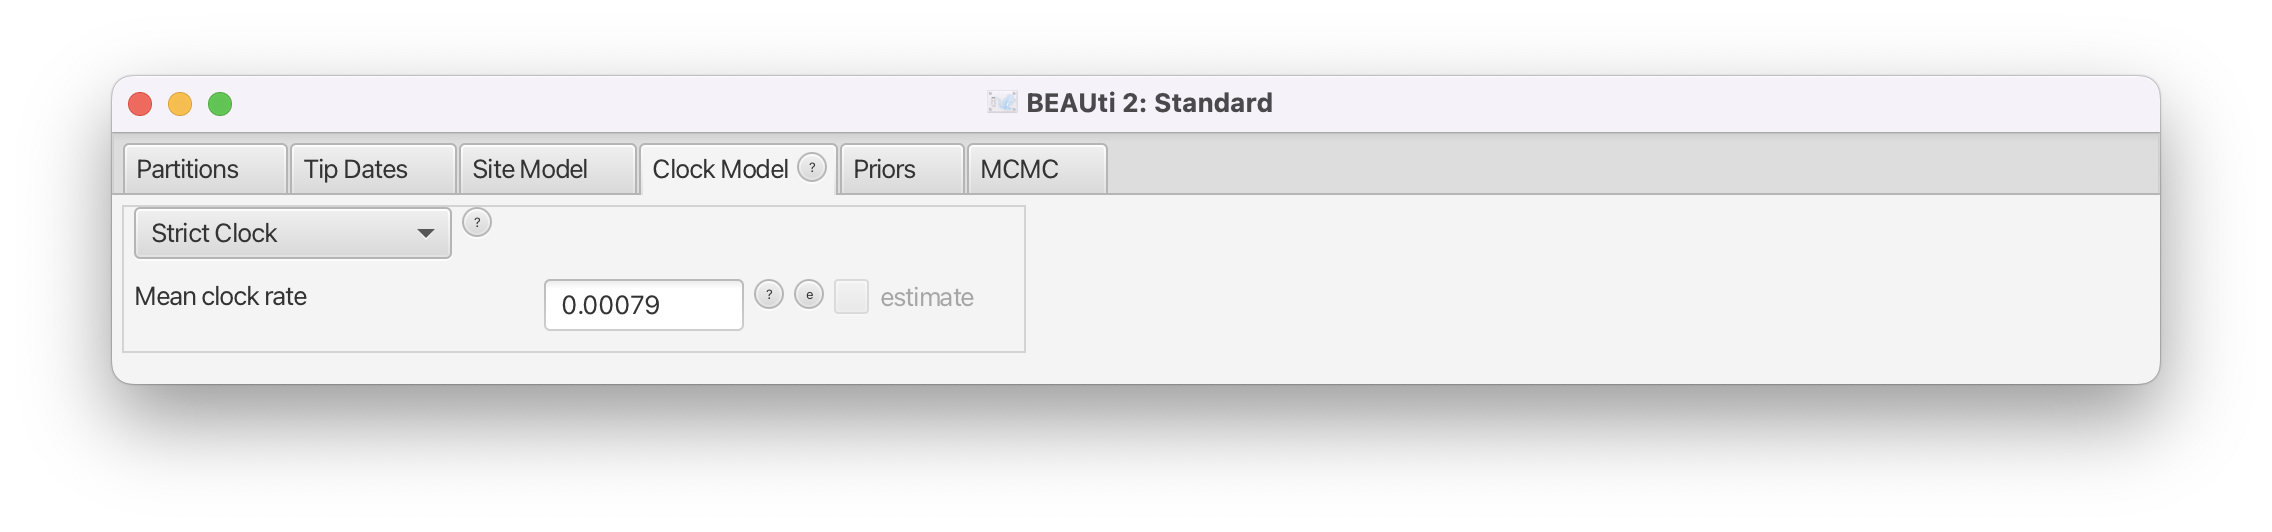 BEAUti 2: Standard
Partitions Tip Dates Site Model Clock Model ? Priors MCMC
Strict Clock ?
Mean clock rate 0.00079 ? e estimate